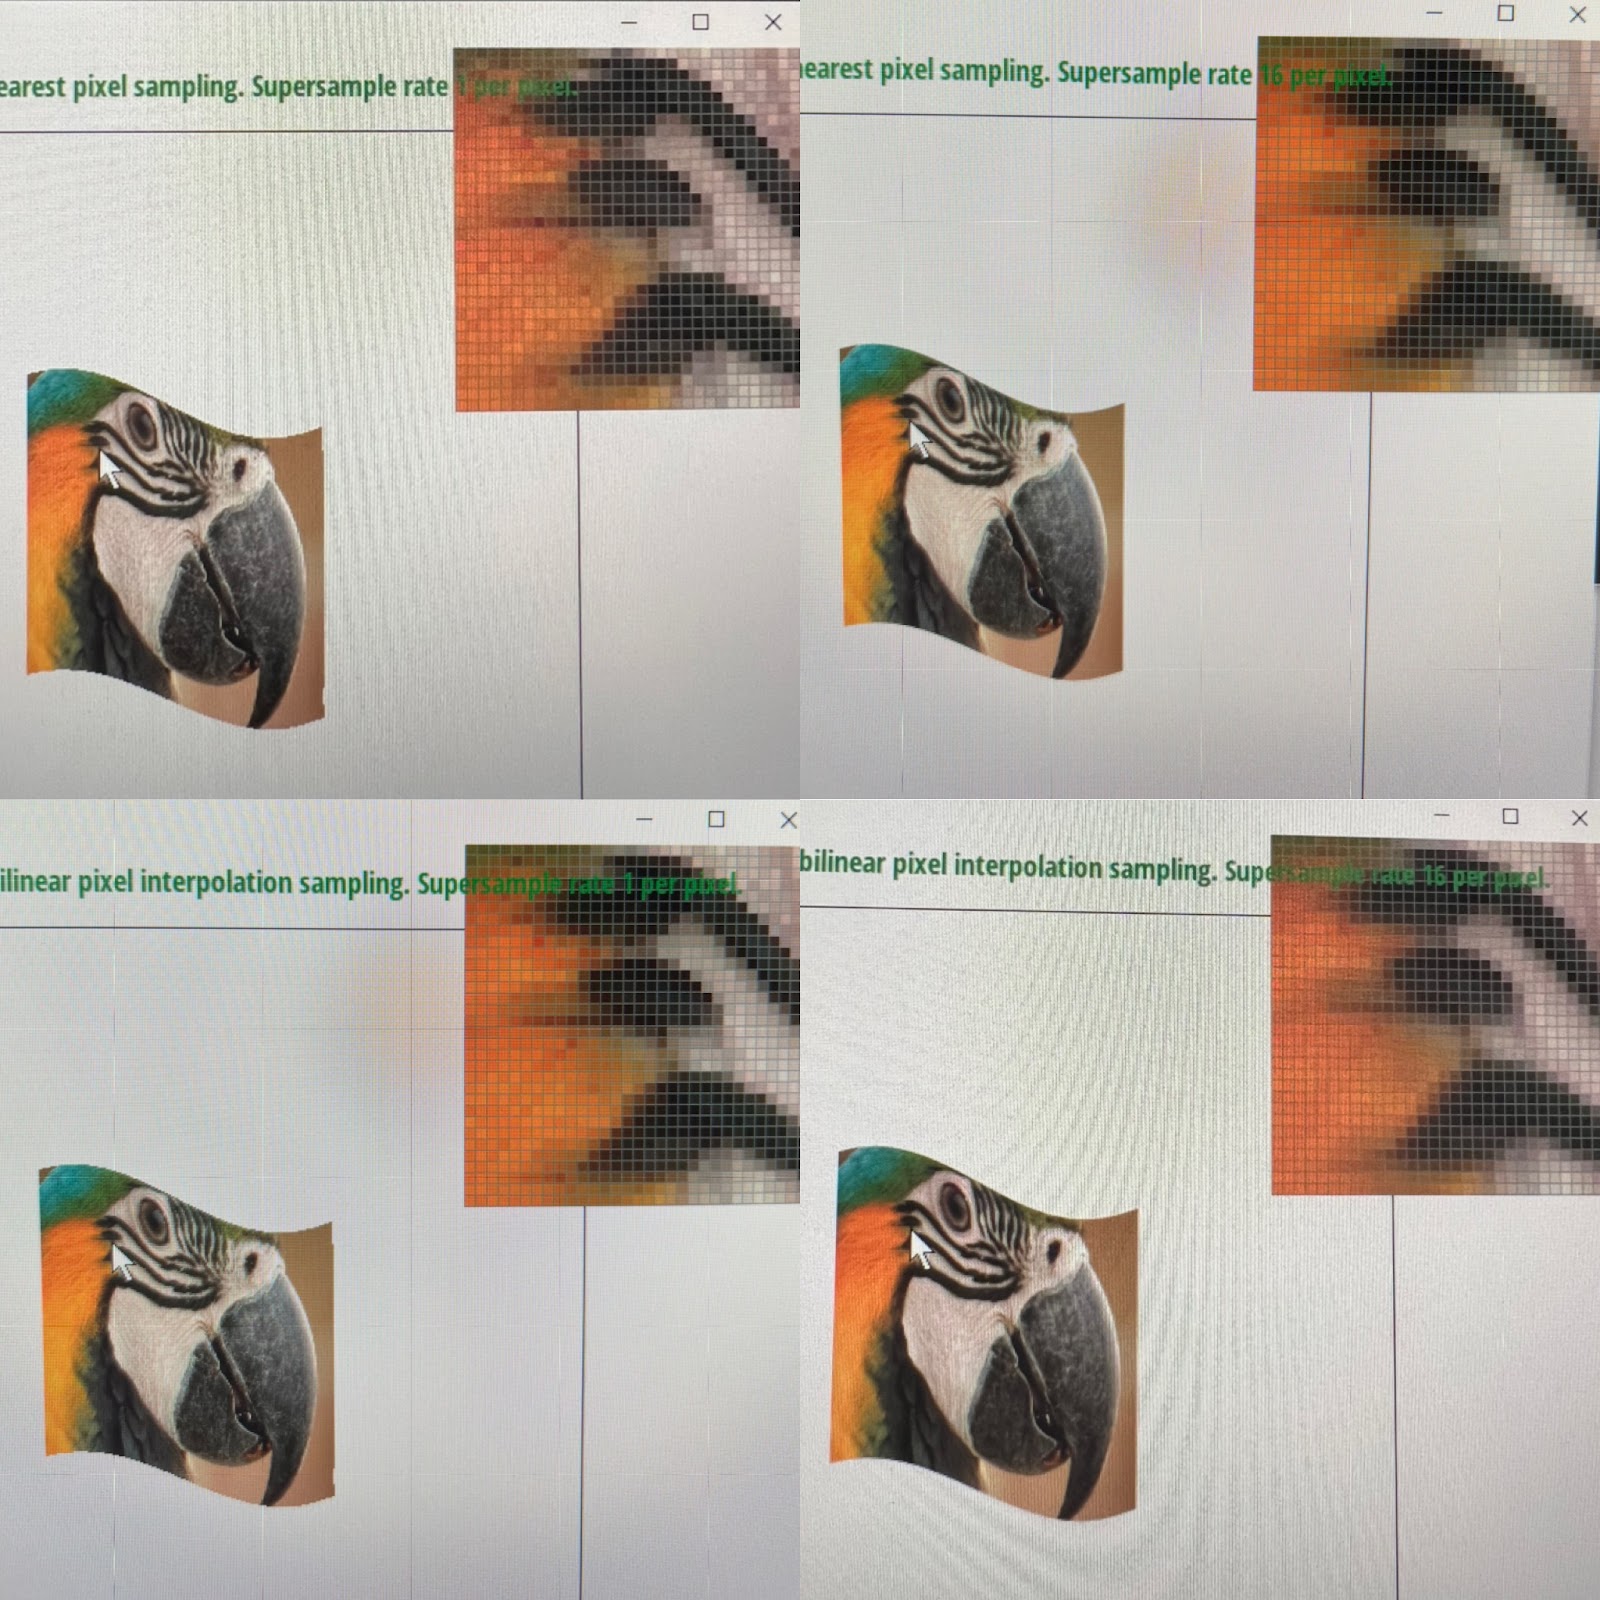 earest pixel sampling. Supersample rate 1 per pixel.
nearest pixel sampling. Supersample rate 16 per pixel.
ilinear pixel interpolation sampling. Supersample rate 1 per pixel.
bilinear pixel interpolation sampling. Supersample rate 16 per pixel.